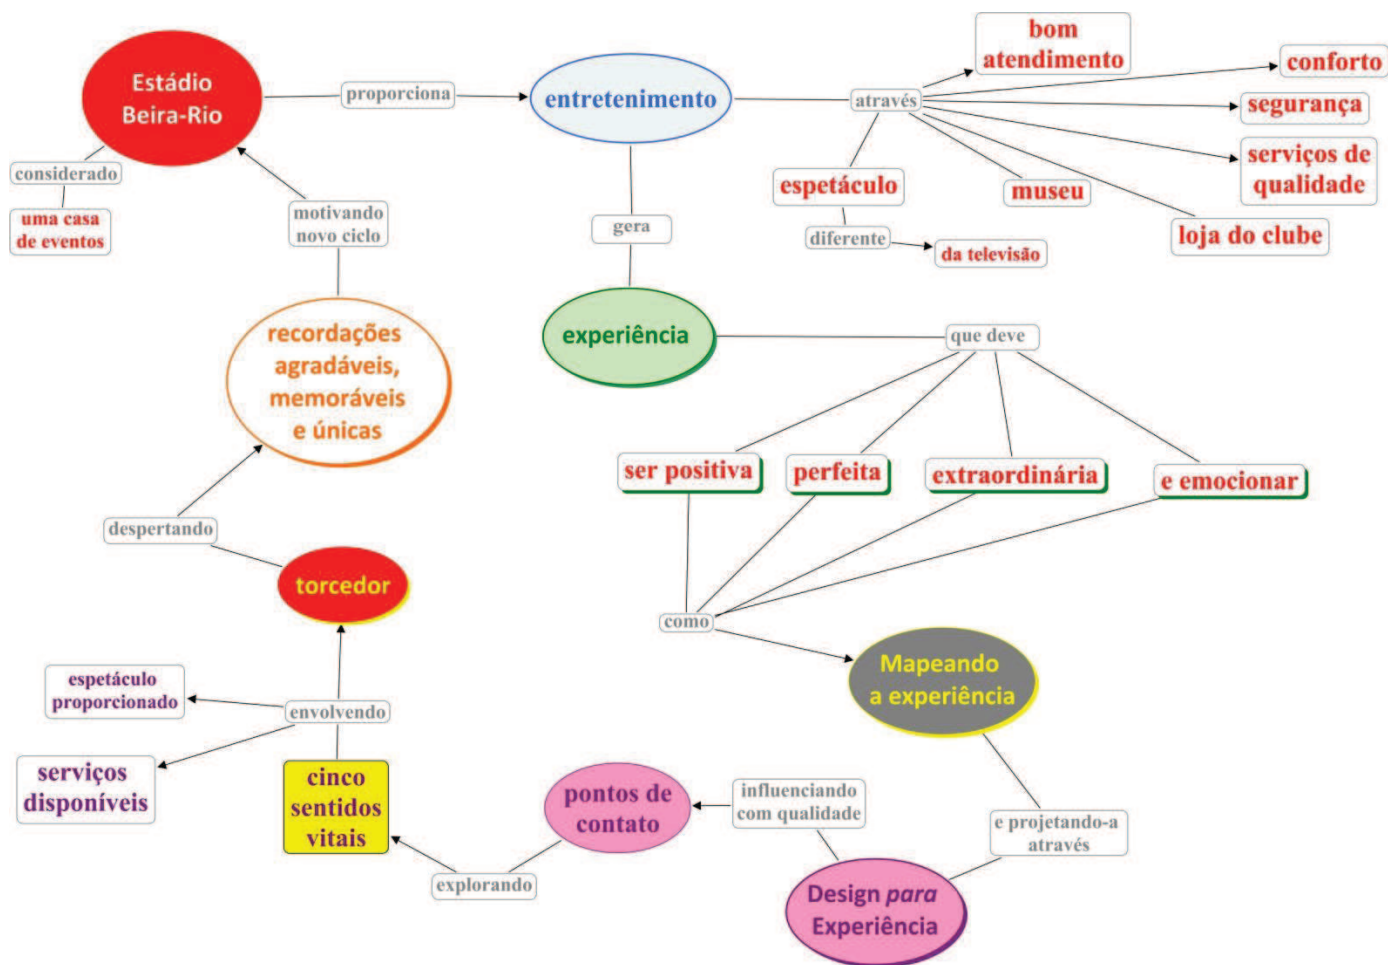 Estádio
Beira-Rio
proporciona
entretenimento
através
bom
atendimento
conforto
segurança
serviços de
qualidade
loja do clube
museu
espetáculo
diferente
da televisão
considerado
uma casa
de eventos
motivando
novo ciclo
gera
recordações
agradáveis,
memoráveis
e únicas
experiência
que deve
ser positiva
perfeita
extraordinária
e emocionar
despertando
torcedor
como
Mapeando
a experiência
espetáculo
proporcionado
envolvendo
serviços
disponíveis
cinco
sentidos
vitais
pontos de
contato
influenciando
com qualidade
e projetando-a
através
explorando
Design para
Experiência